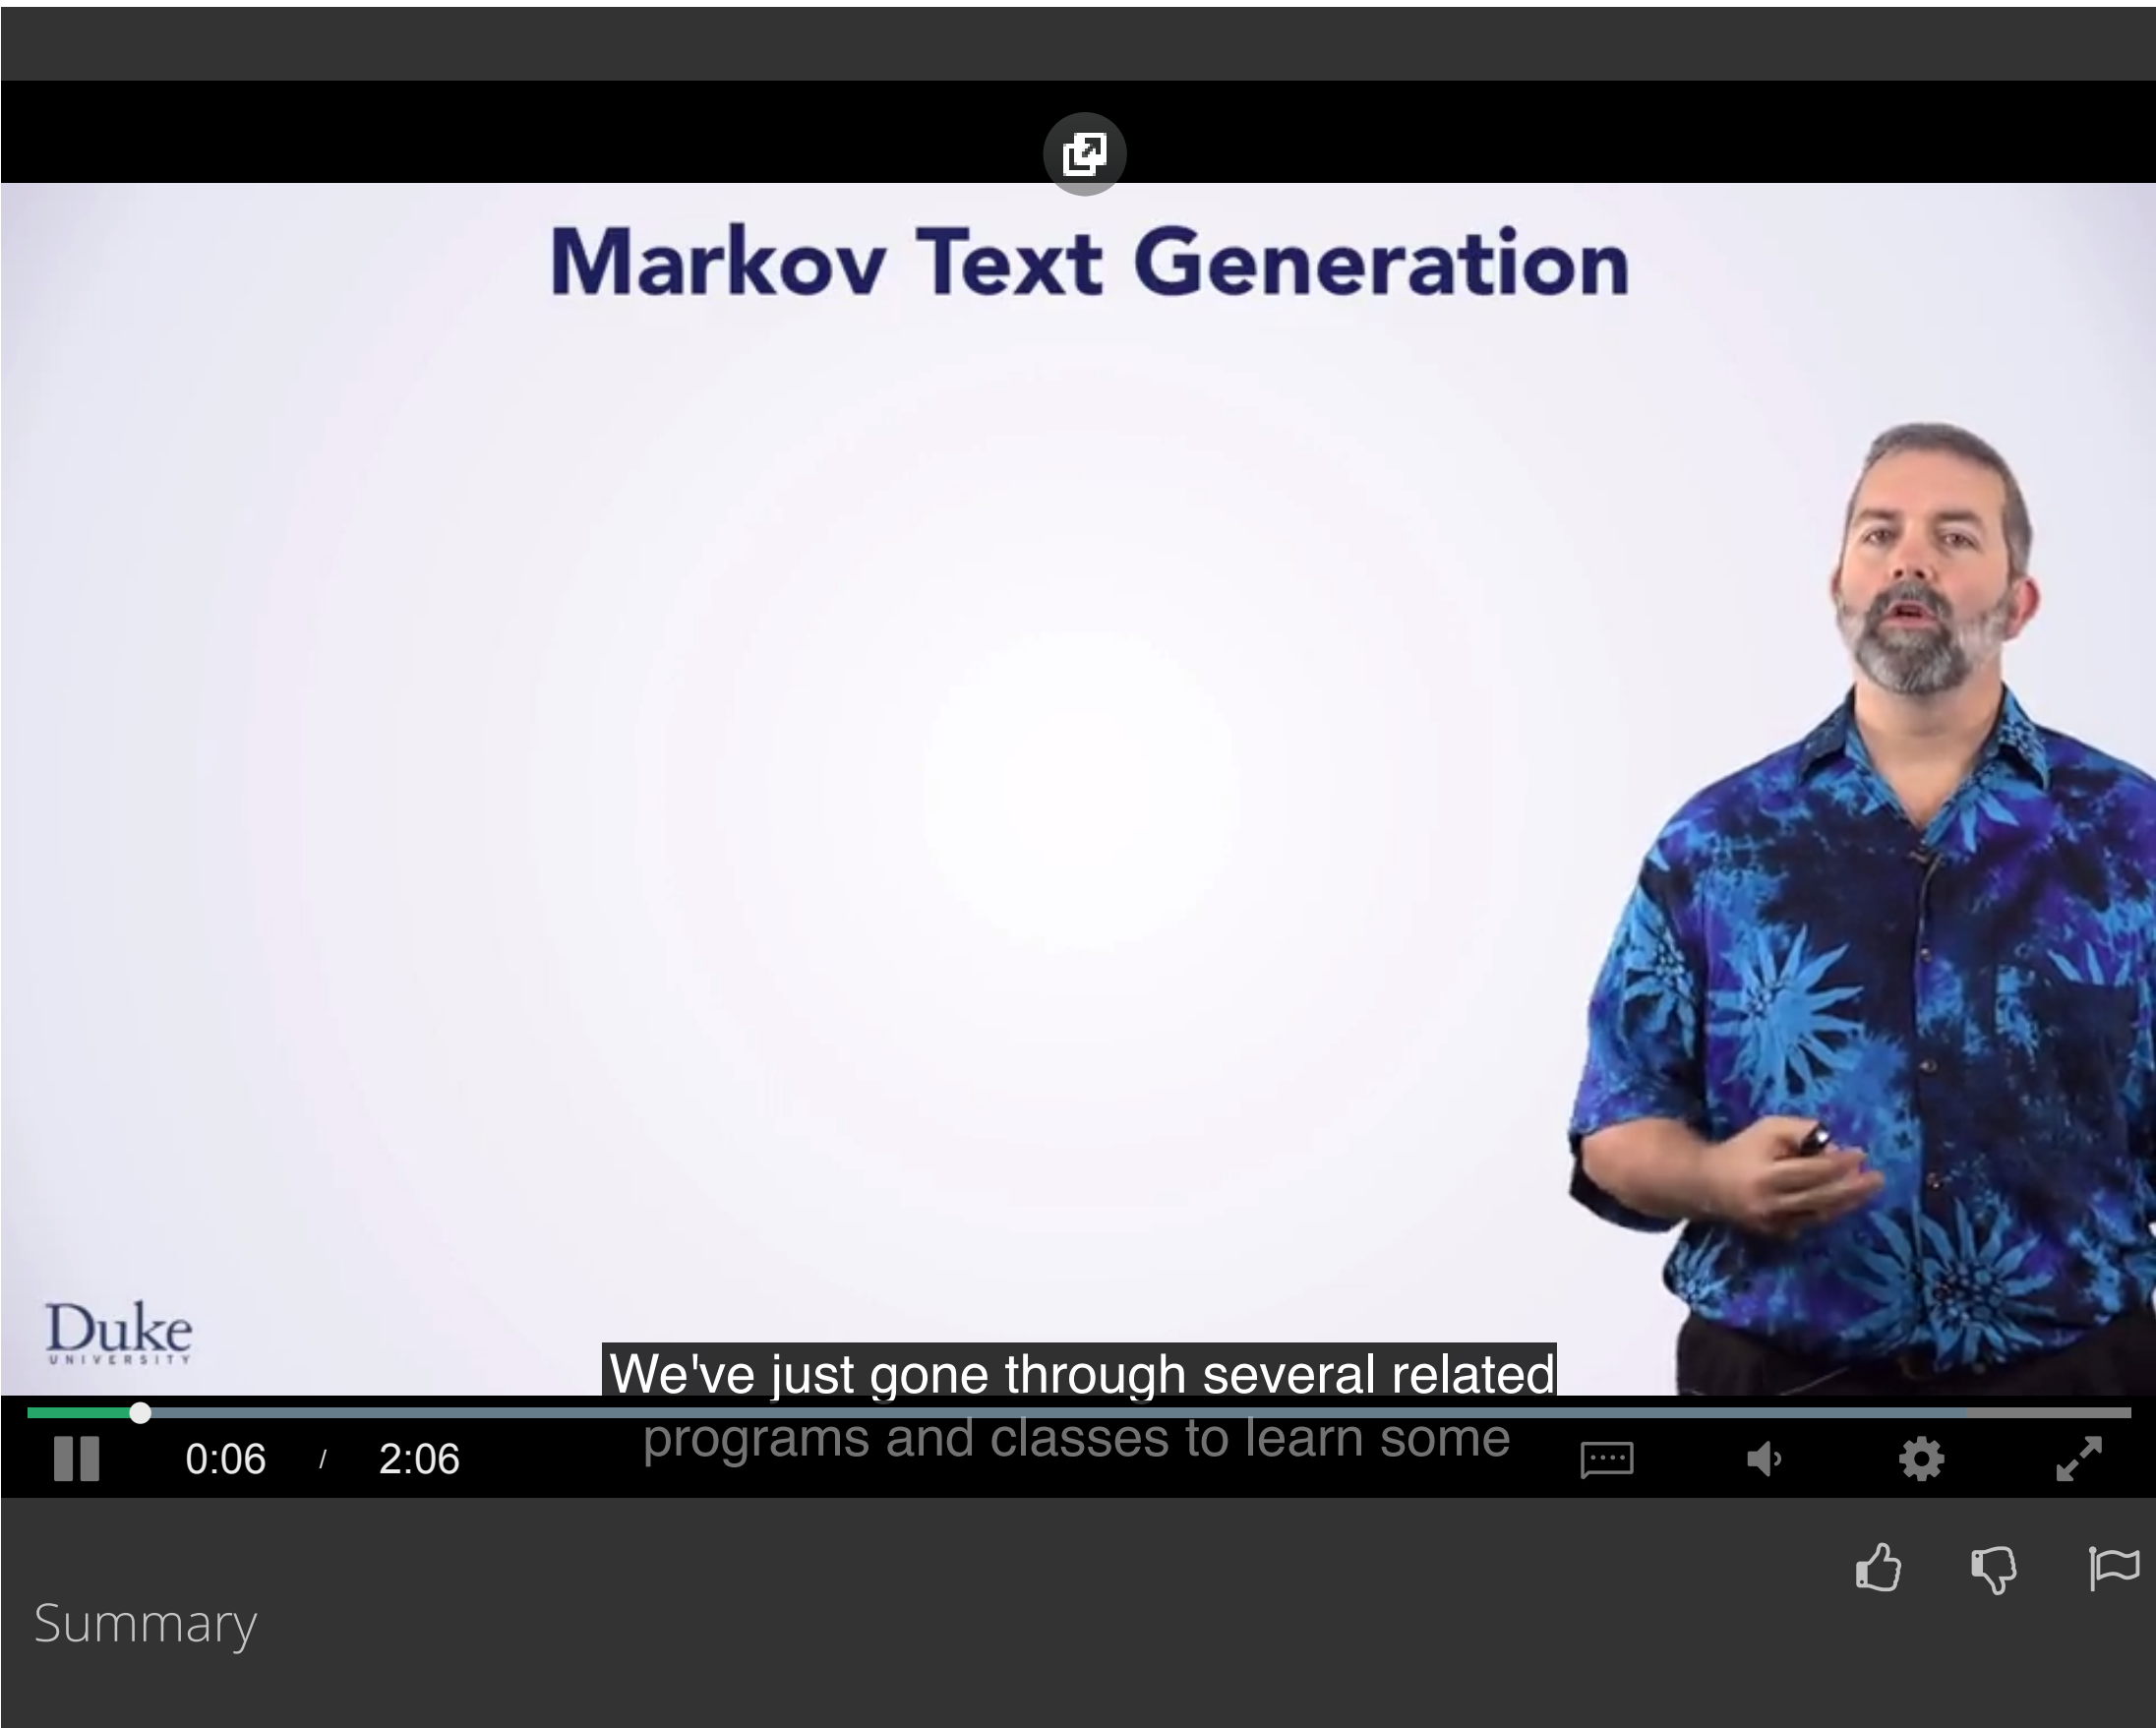 Markov Text Generation
Duke
UNIVERSITY
We've just gone through several related
programs and classes to learn some
0:06 / 2:06
Summary